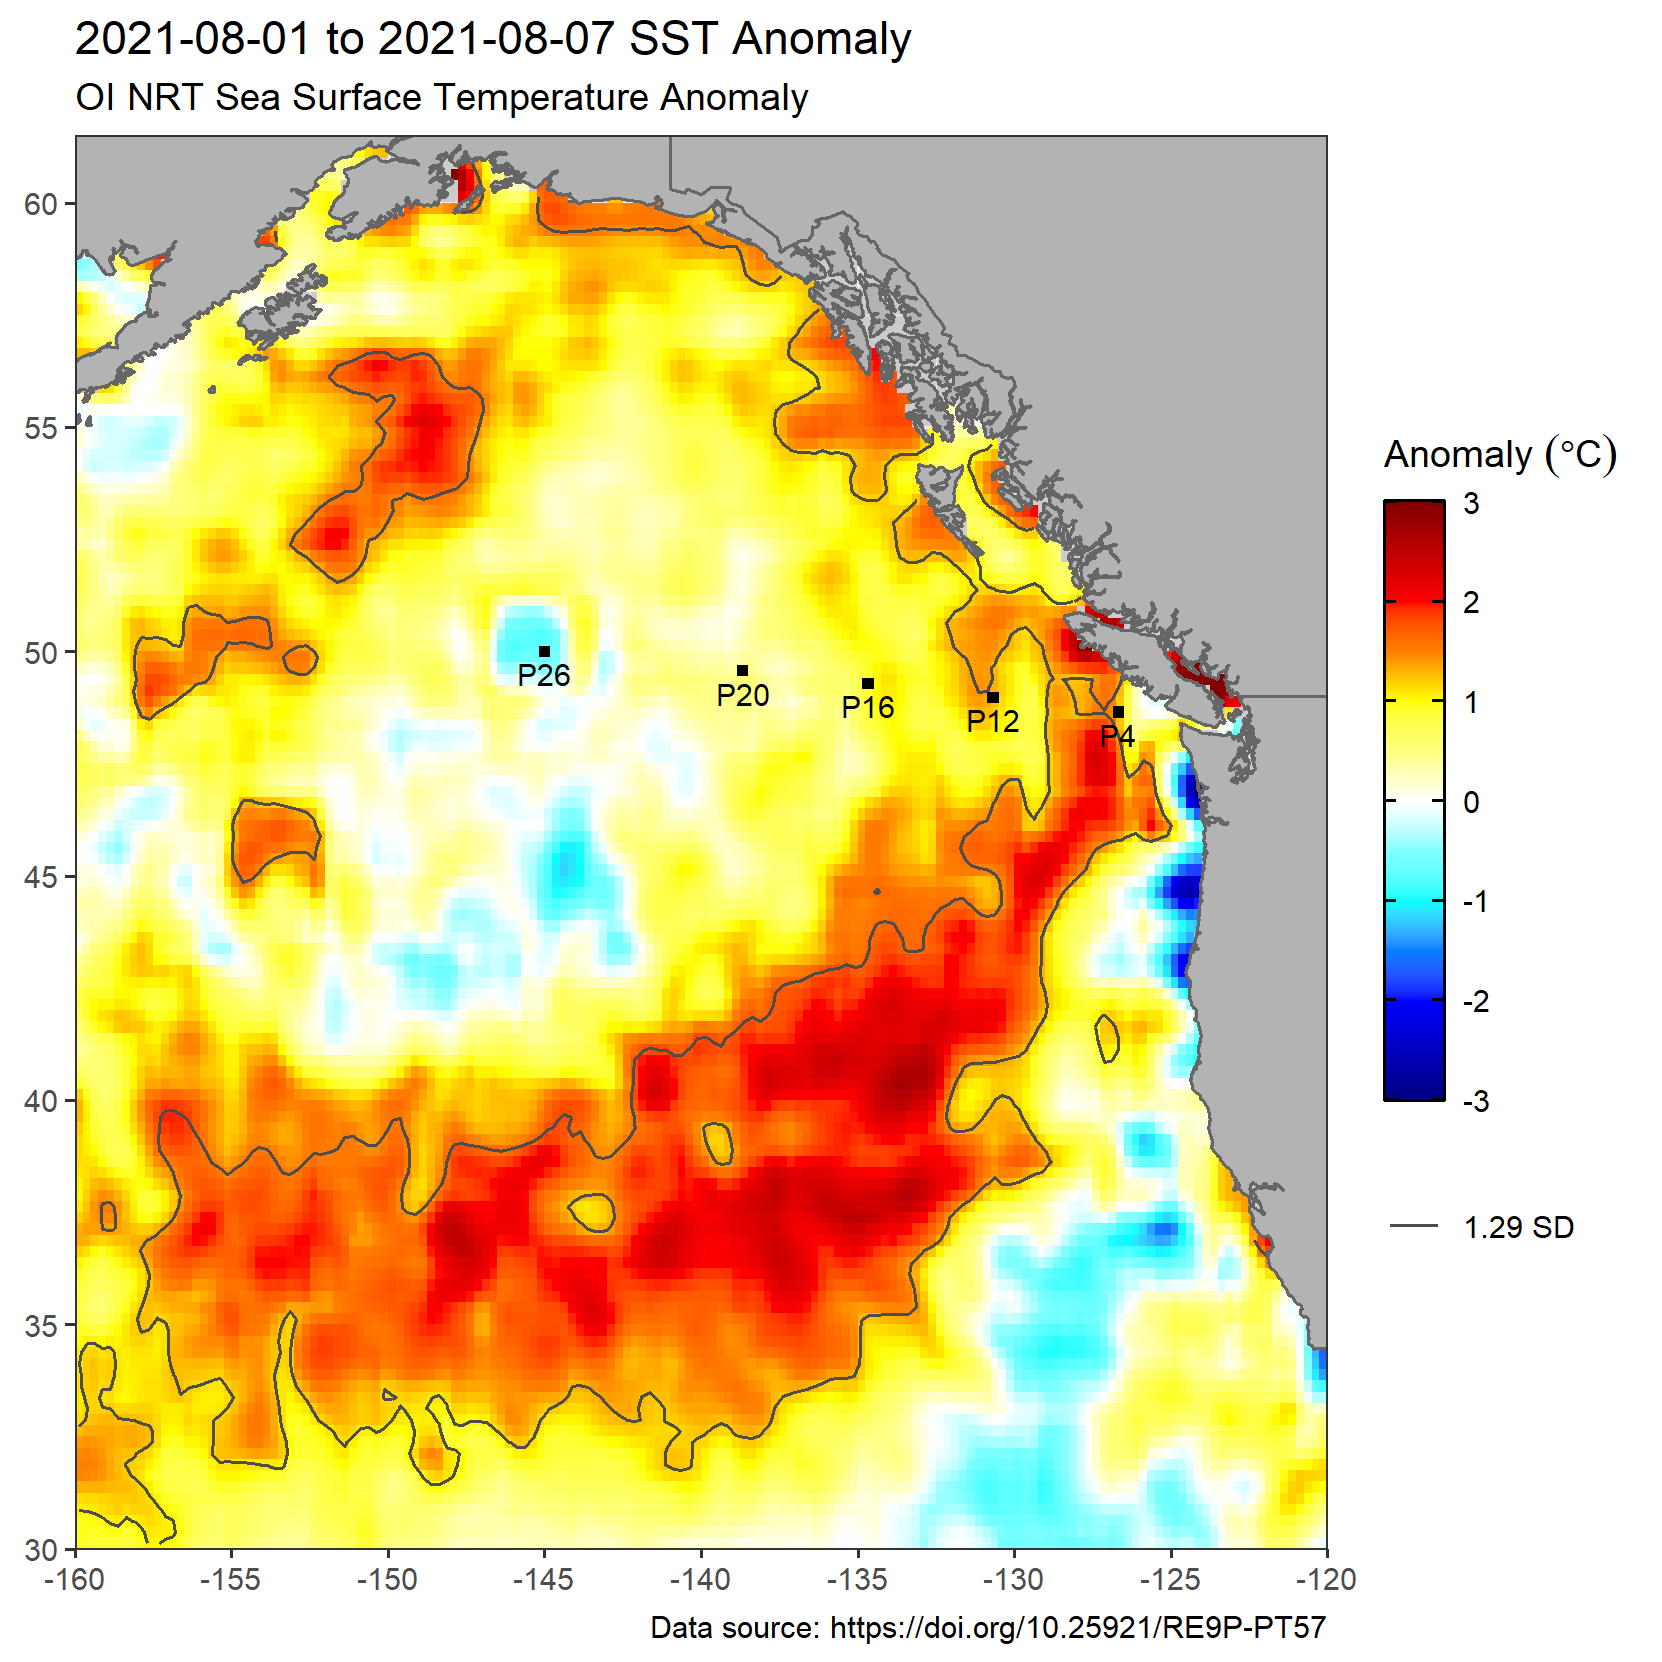 2021-08-01 to 2021-08-07 SST Anomaly
OI NRT Sea Surface Temperature Anomaly
60
55
50
45
40
35
30
-160
-155
-150
-145
-140
-135
-130
-125
-120
P26
P20
P16
P12
P4
Anomaly (°C)
3
2
1
0
-1
-2
-3
1.29 SD
Data source: https://doi.org/10.25921/RE9P-PT57